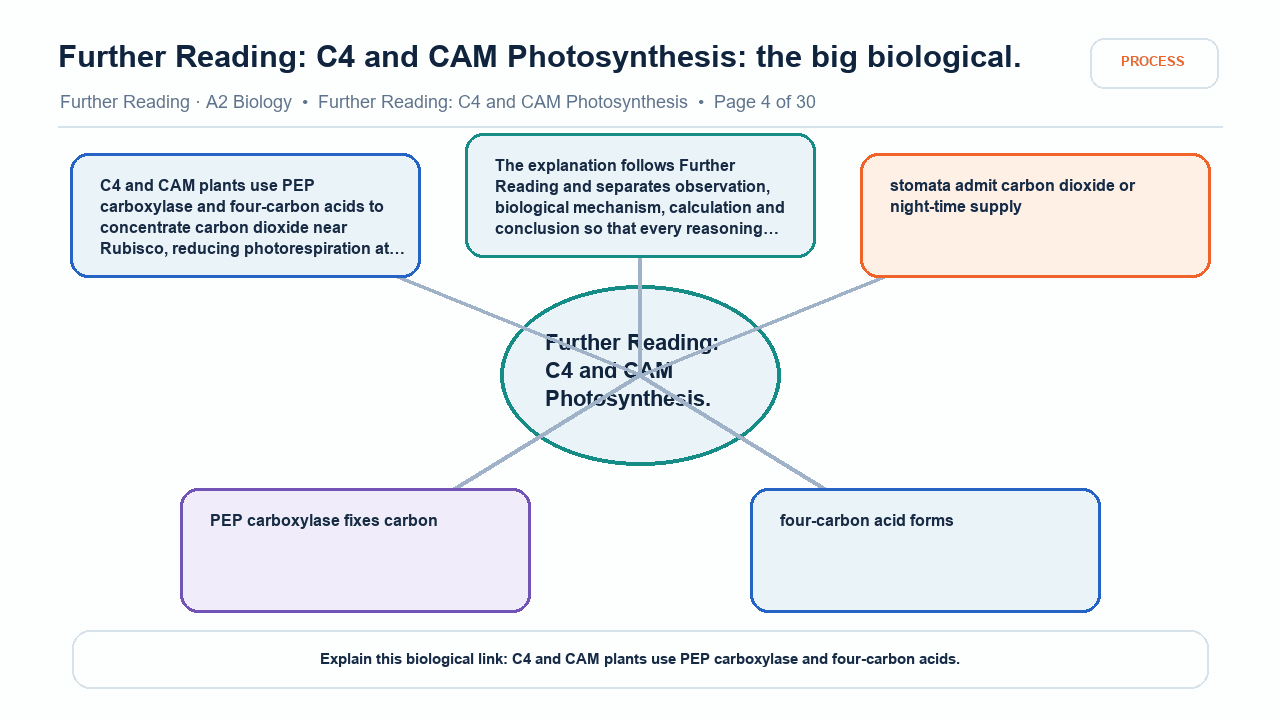 Further Reading: C4 and CAM Photosynthesis: the big biological.
PROCESS
Further Reading · A2 Biology • Further Reading: C4 and CAM Photosynthesis • Page 4 of 30
C4 and CAM plants use PEP
carboxylase and four-carbon acids to
concentrate carbon dioxide near
Rubisco, reducing photorespiration at…
The explanation follows Further
Reading and separates observation,
biological mechanism, calculation and
conclusion so that every reasoning…
stomata admit carbon dioxide or
night-time supply
Further Reading:
C4 and CAM
Photosynthesis.
PEP carboxylase fixes carbon
four-carbon acid forms
Explain this biological link: C4 and CAM plants use PEP carboxylase and four-carbon acids.